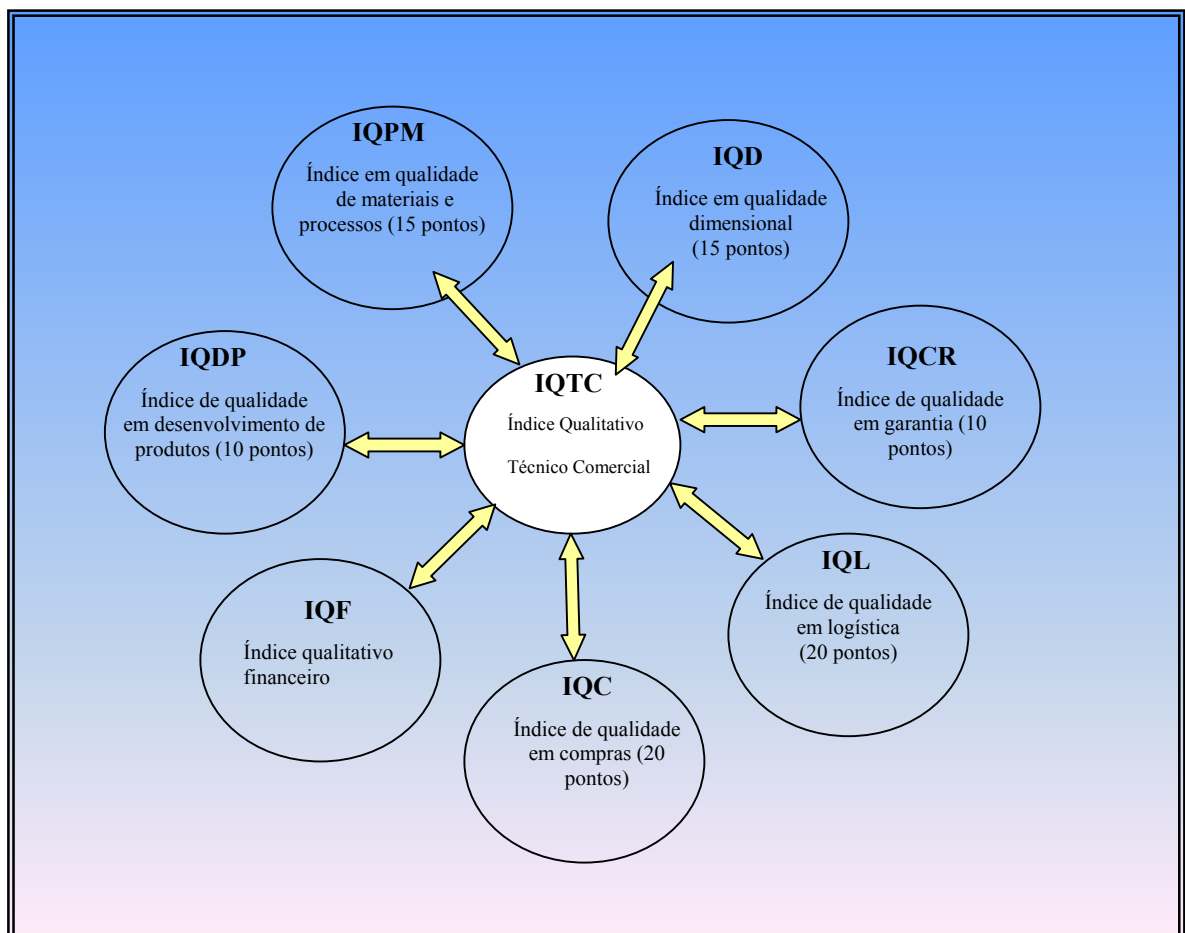 IQPM
Índice em qualidade
de materiais e
processos (15 pontos)
IQD
Índice em qualidade
dimensional
(15 pontos)
IQDP
Índice de qualidade
em desenvolvimento de
produtos (10 pontos)
IQTC
Índice Qualitativo
Técnico Comercial
IQCR
Índice de qualidade
em garantia (10
pontos)
IQF
Índice qualitativo
financeiro
IQC
Índice de qualidade
em compras (20
pontos)
IQL
Índice de qualidade
em logística
(20 pontos)